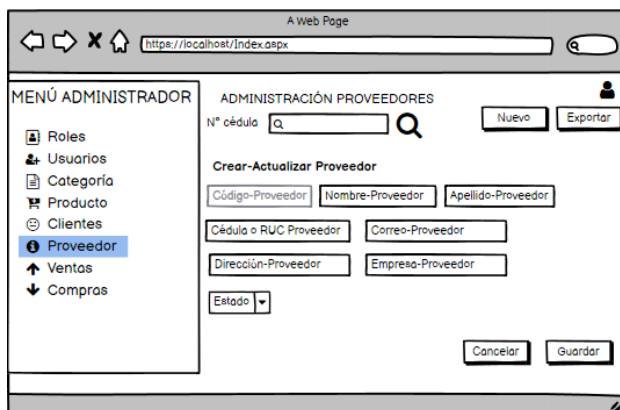 A Web Page
https://localhost/Index.aspx
MENÚ ADMINISTRADOR
Roles
Usuarios
Categoría
Producto
Clientes
Proveedor
Ventas
Compras
ADMINISTRACIÓN PROVEEDORES
N° cédula
Nuevo
Exportar
Crear-Actualizar Proveedor
Código-Proveedor
Nombre-Proveedor
Apellido-Proveedor
Cédula o RUC Proveedor
Correo-Proveedor
Dirección-Proveedor
Empresa-Proveedor
Estado
Cancelar
Guardar